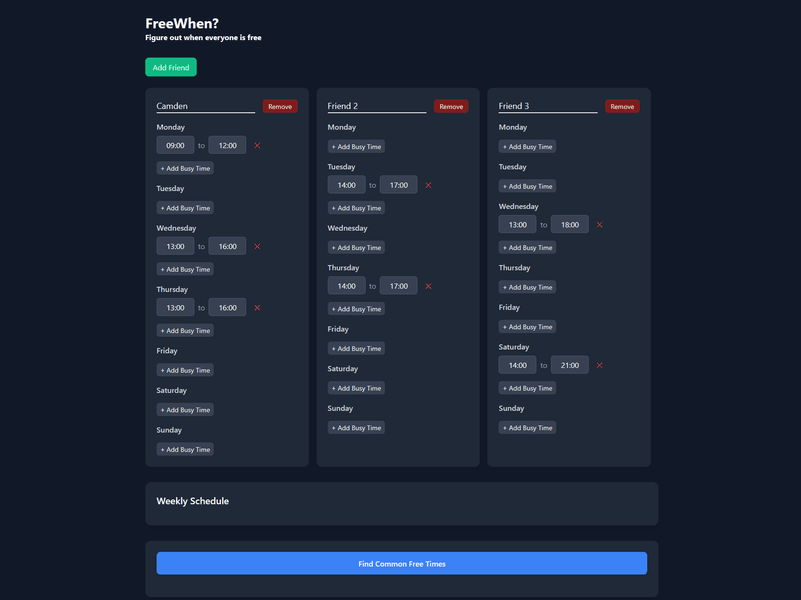 FreeWhen?
Figure out when everyone is free
Add Friend
Camden Remove
Monday
09:00 to 12:00 ✕
+ Add Busy Time
Tuesday
+ Add Busy Time
Wednesday
13:00 to 16:00 ✕
+ Add Busy Time
Thursday
13:00 to 16:00 ✕
+ Add Busy Time
Friday
+ Add Busy Time
Saturday
+ Add Busy Time
Sunday
+ Add Busy Time
Friend 2 Remove
Monday
+ Add Busy Time
Tuesday
14:00 to 17:00 ✕
+ Add Busy Time
Wednesday
+ Add Busy Time
Thursday
14:00 to 17:00 ✕
+ Add Busy Time
Friday
+ Add Busy Time
Saturday
+ Add Busy Time
Sunday
+ Add Busy Time
Friend 3 Remove
Monday
+ Add Busy Time
Tuesday
+ Add Busy Time
Wednesday
13:00 to 18:00 ✕
+ Add Busy Time
Thursday
+ Add Busy Time
Friday
+ Add Busy Time
Saturday
14:00 to 21:00 ✕
+ Add Busy Time
Sunday
+ Add Busy Time
Weekly Schedule
Find Common Free Times